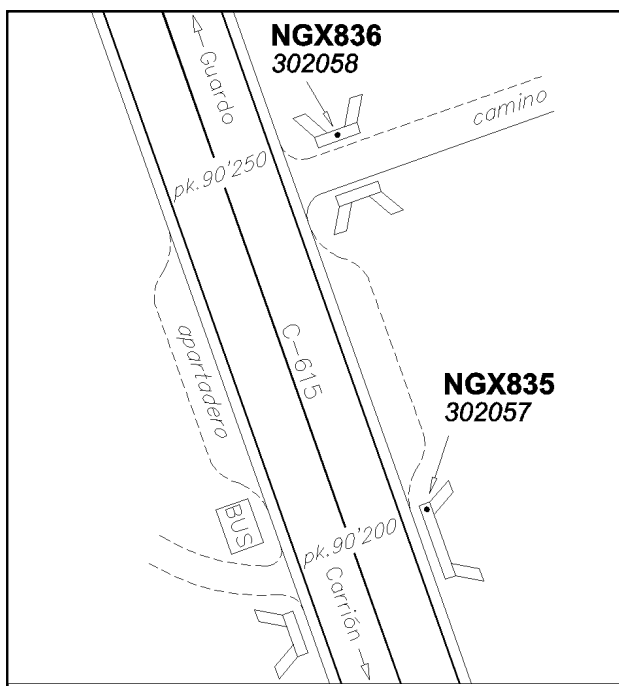 NGX836
302058
← Guardo
camino
pk.90'250
apartadero
C-615
NGX835
302057
BUS
pk.90'200
Carrión →